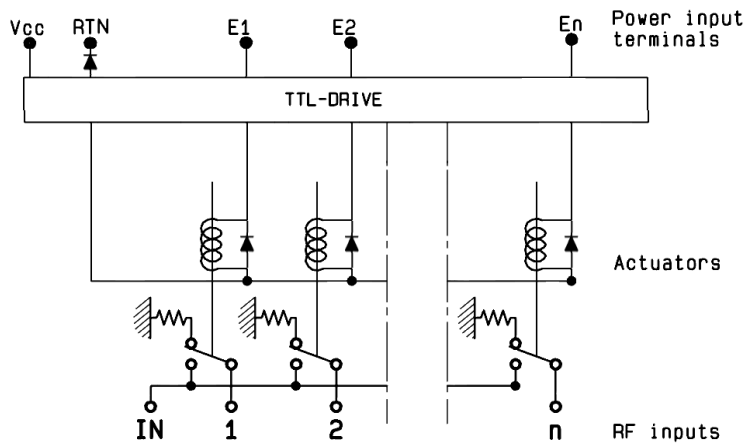 Vcc RTN E1 E2 En Power input
terminals
TTL-DRIVE
Actuators
IN 1 2 n RF inputs